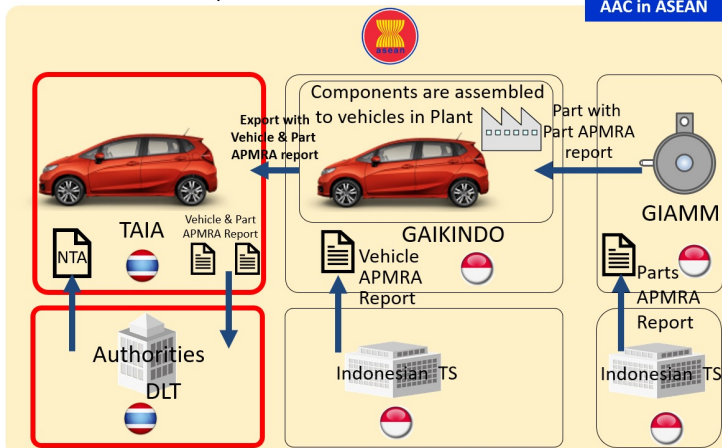 AAC in ASEAN
asean
Components are assembled
to vehicles in Plant
Export with
Vehicle & Part
APMRA report
Part with
Part APMRA
report
TAIA
Vehicle & Part
APMRA Report
NTA
GAIKINDO
Vehicle
APMRA
Report
GIAMM
Parts
APMRA
Report
Authorities
DLT
Indonesian TS
Indonesian TS